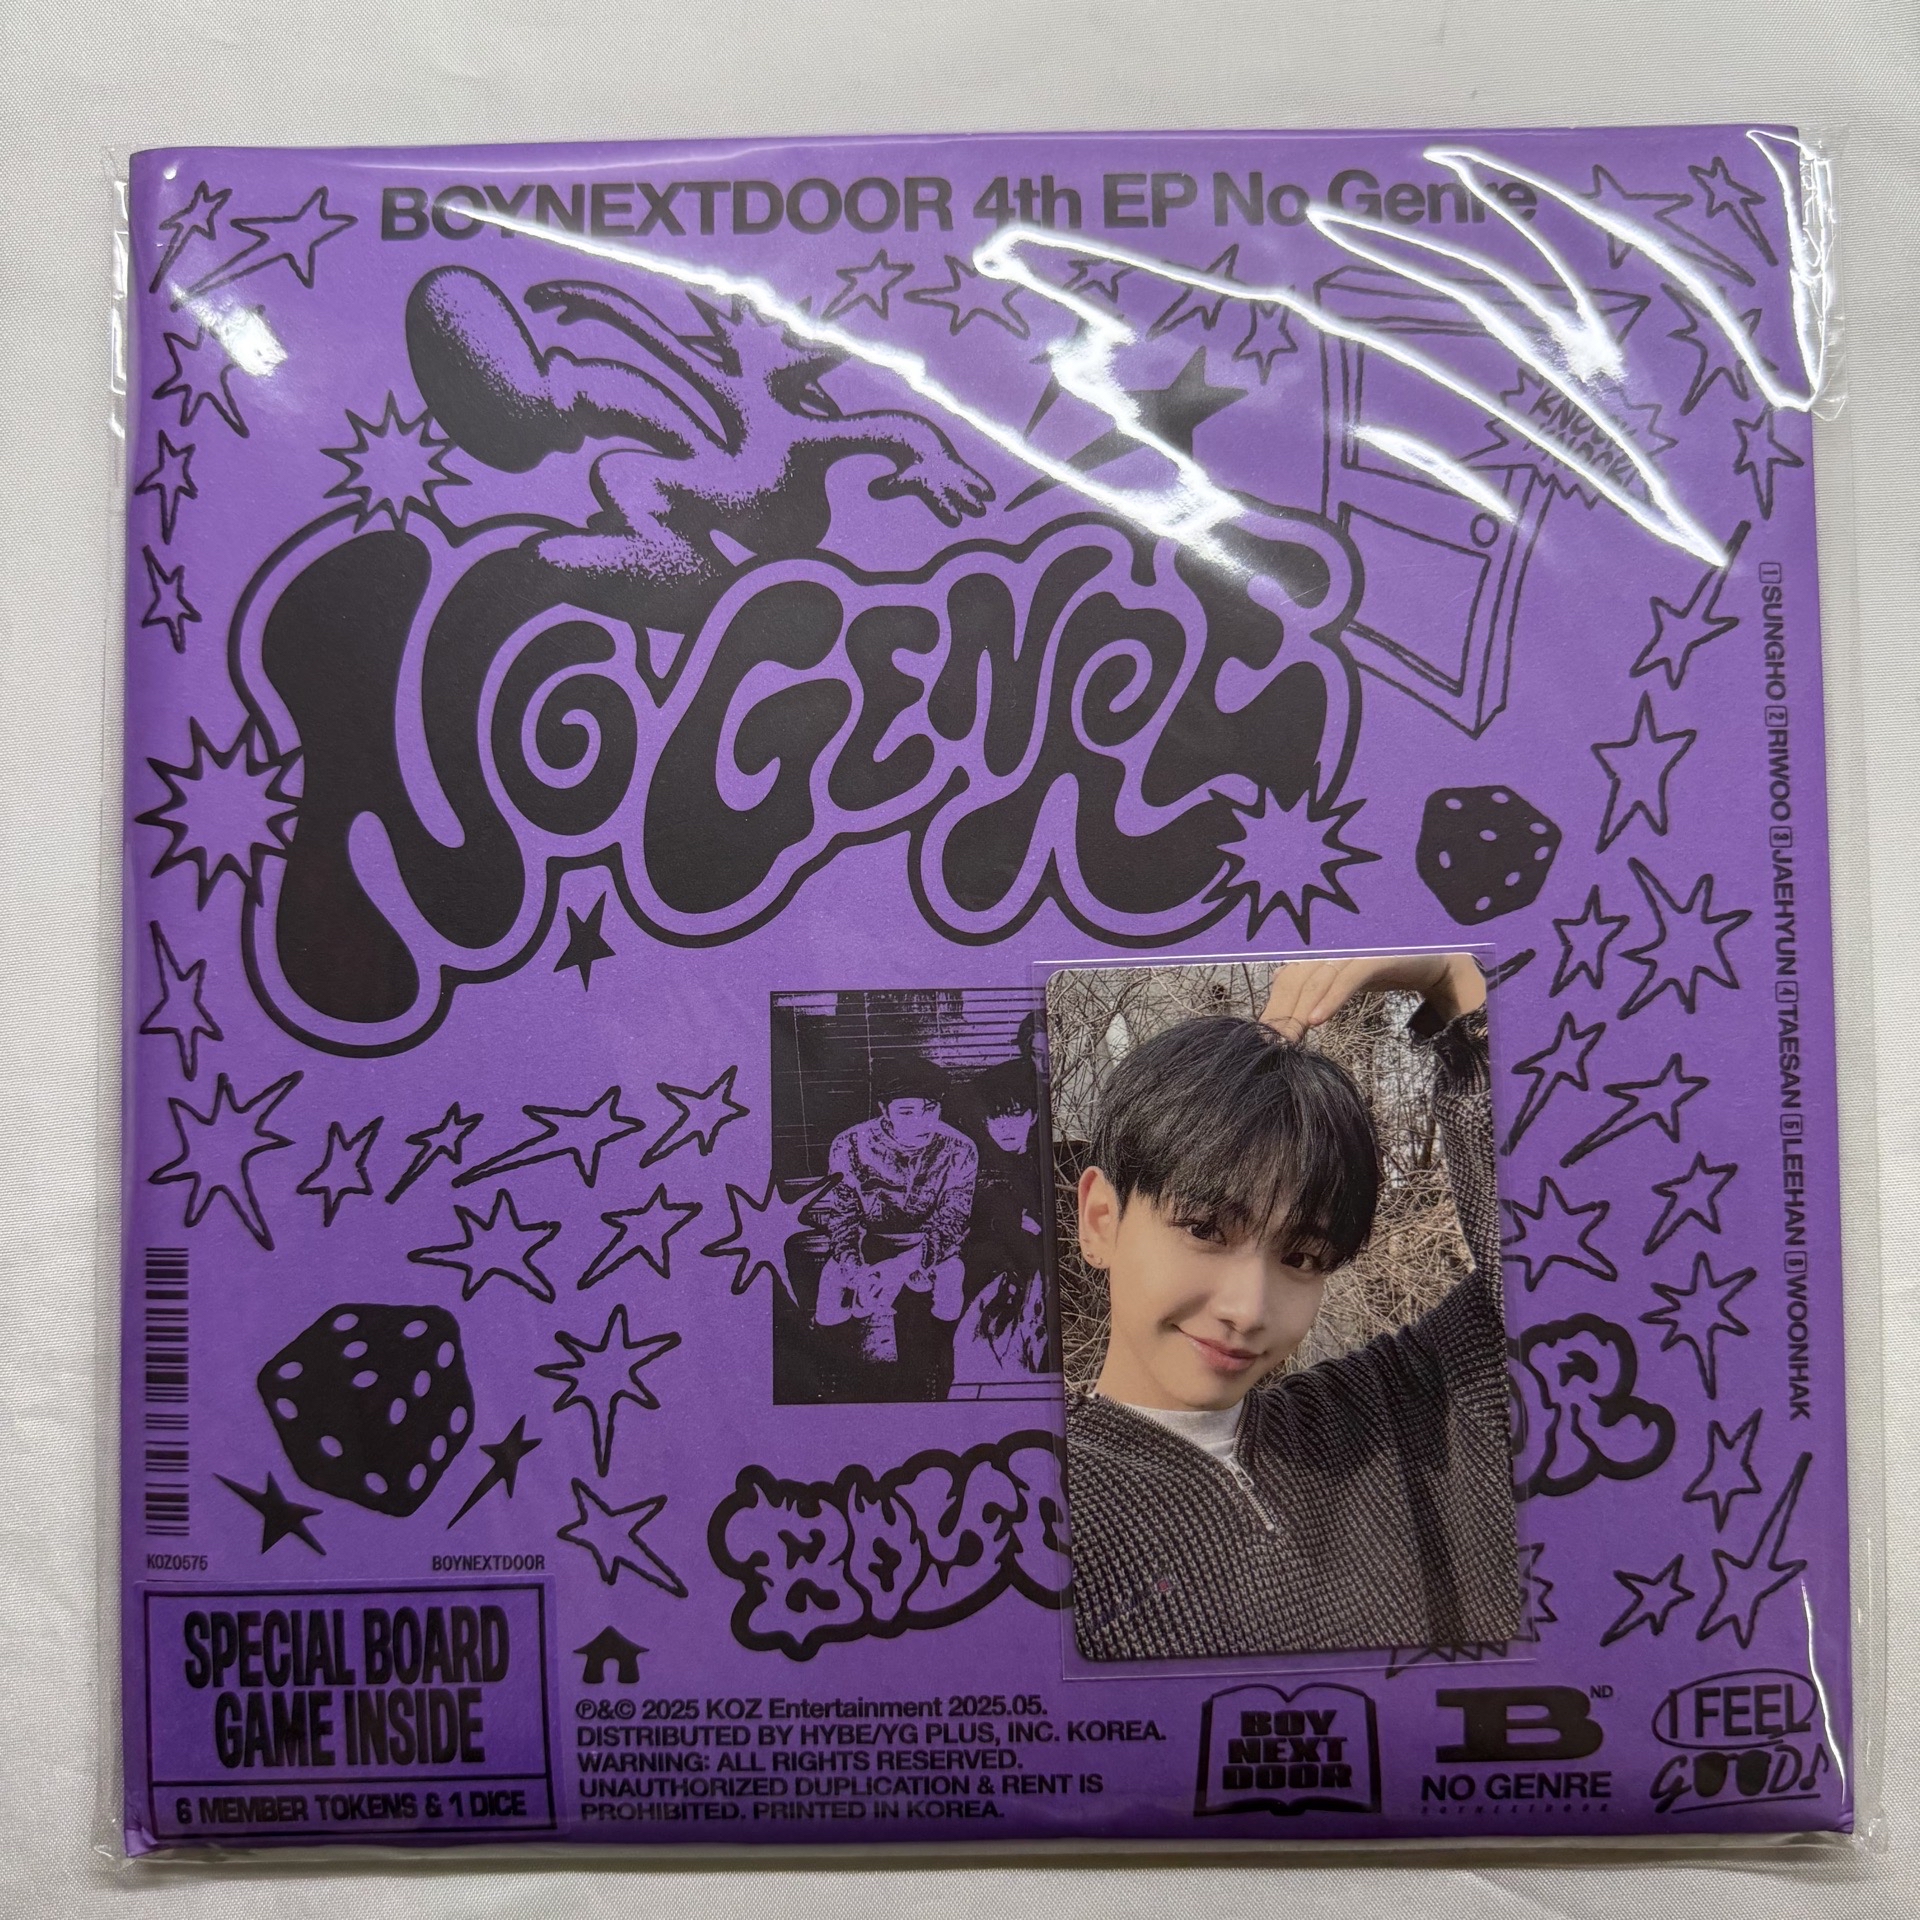 BOYNEXTDOOR 4th EP No Genre
KNOCK
KNOCK!
NO GENRE
1 SUNGHO 2 RIWOO 3 JAEHYUN 4 TAESAN 5 LEEHAN 6 WOONHAK
KOZ0575
BOYNEXTDOOR
SPECIAL BOARD
GAME INSIDE
6 MEMBER TOKENS & 1 DICE
℗&© 2025 KOZ Entertainment 2025.05.
DISTRIBUTED BY HYBE/YG PLUS, INC. KOREA.
WARNING: ALL RIGHTS RESERVED.
UNAUTHORIZED DUPLICATION & RENT IS
PROHIBITED. PRINTED IN KOREA.
BOY
NEXT
DOOR
B ND
NO GENRE
BOYNEXTDOOR
I FEEL
GOOD